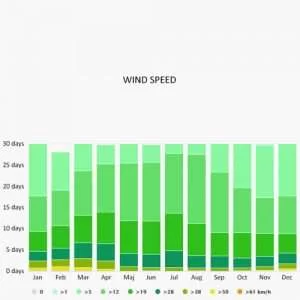 WIND SPEED
30 days
25 days
20 days
15 days
10 days
5 days
0 days
Jan Feb Mar Apr Maj Jun Jul Aug Sep Oct Nov Dec
0 >1 >5 >12 >19 >28 >38 >50 >61 km/h